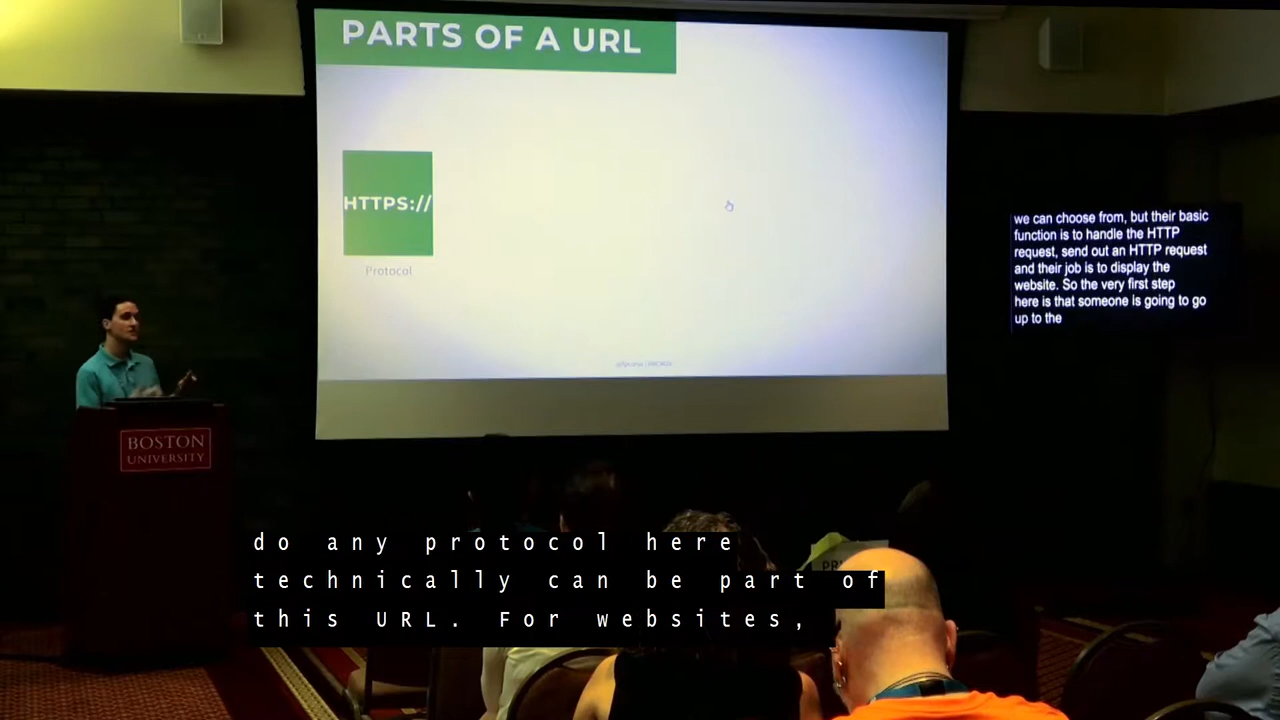 PARTS OF A URL
HTTPS://
Protocol
we can choose from, but their basic
function is to handle the HTTP
request, send out an HTTP request
and their job is to display the
website. So the very first step
here is that someone is going to go
up to the
BOSTON
UNIVERSITY
do any protocol here
technically can be part of
this URL. For websites,